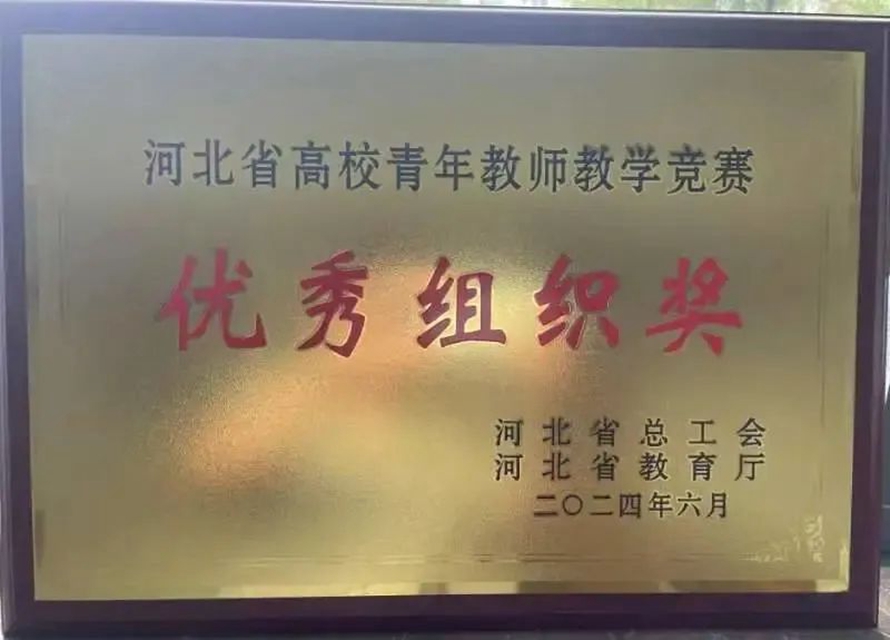 河北省高校青年教师教学竞赛
优秀组织奖
河北省总工会
河北省教育厅
二〇二四年六月